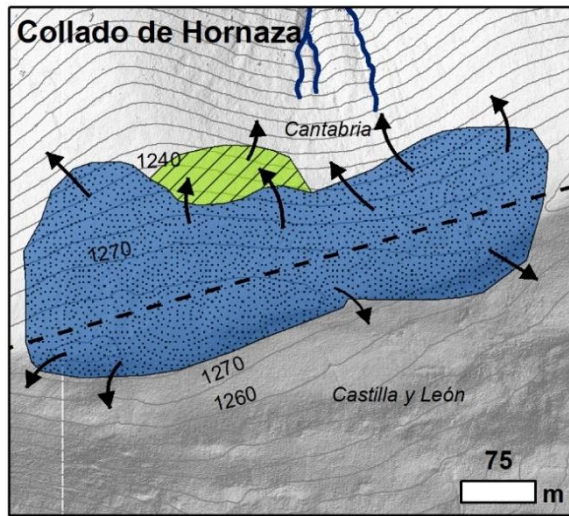 Collado de Hornaza
Cantabria
1240
1270
1270
1260
Castilla y León
75
m